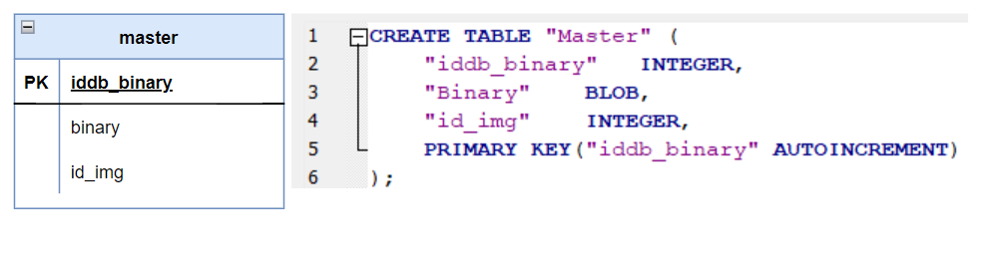 master
PK iddb_binary
binary
id_img
1 CREATE TABLE "Master" (
2 "iddb_binary" INTEGER,
3 "Binary" BLOB,
4 "id_img" INTEGER,
5 PRIMARY KEY("iddb_binary" AUTOINCREMENT)
6 );